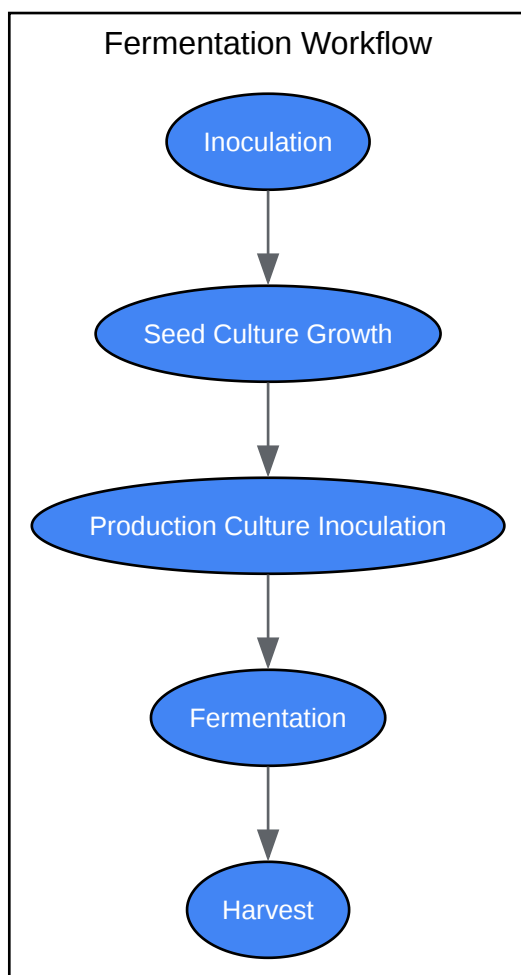 Fermentation Workflow
Inoculation
Seed Culture Growth
Production Culture Inoculation
Fermentation
Harvest